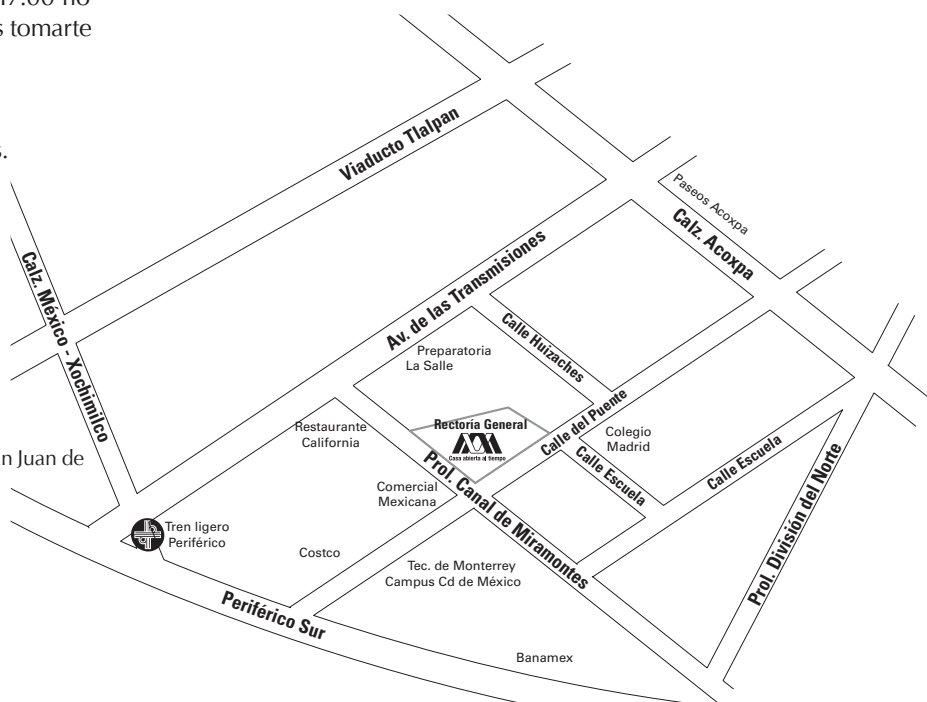 17:00 no
s tomarte
s.
n Juan de
Viaducto Tlalpan
Paseos Acoxpa
Calz. Acoxpa
Calz. México - Xochimilco
Av. de las Transmisiones
Calle Huizaches
Preparatoria
La Salle
Restaurante
California
Rectoría General
Casa abierta al tiempo
Calle del Puente
Colegio
Madrid
Calle Escuela
Calle Escuela
Comercial
Mexicana
Prol. Canal de Miramontes
Prol. División del Norte
Tren ligero
Periférico
Costco
Tec. de Monterrey
Campus Cd de México
Periférico Sur
Banamex